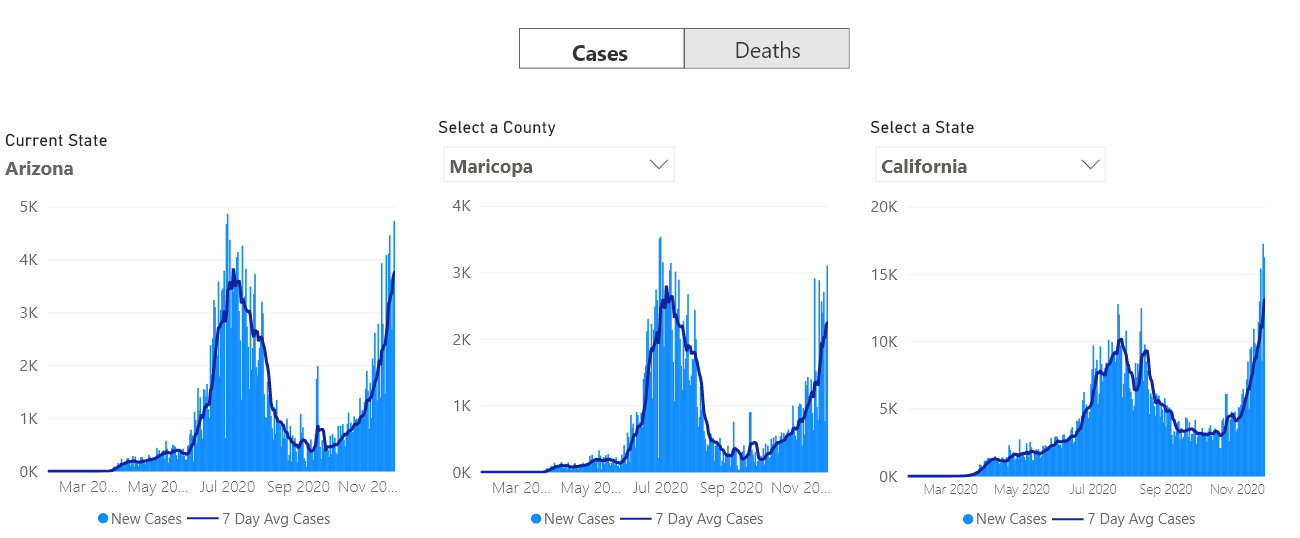 Cases Deaths
Current State
Arizona
5K
4K
3K
2K
1K
0K
Mar 20... May 20... Jul 2020 Sep 2020 Nov 20...
New Cases 7 Day Avg Cases
Select a County
Maricopa
4K
3K
2K
1K
0K
Mar 20... May 20... Jul 2020 Sep 2020 Nov 20...
New Cases 7 Day Avg Cases
Select a State
California
20K
15K
10K
5K
0K
Mar 2020 May 2020 Jul 2020 Sep 2020 Nov 2020
New Cases 7 Day Avg Cases